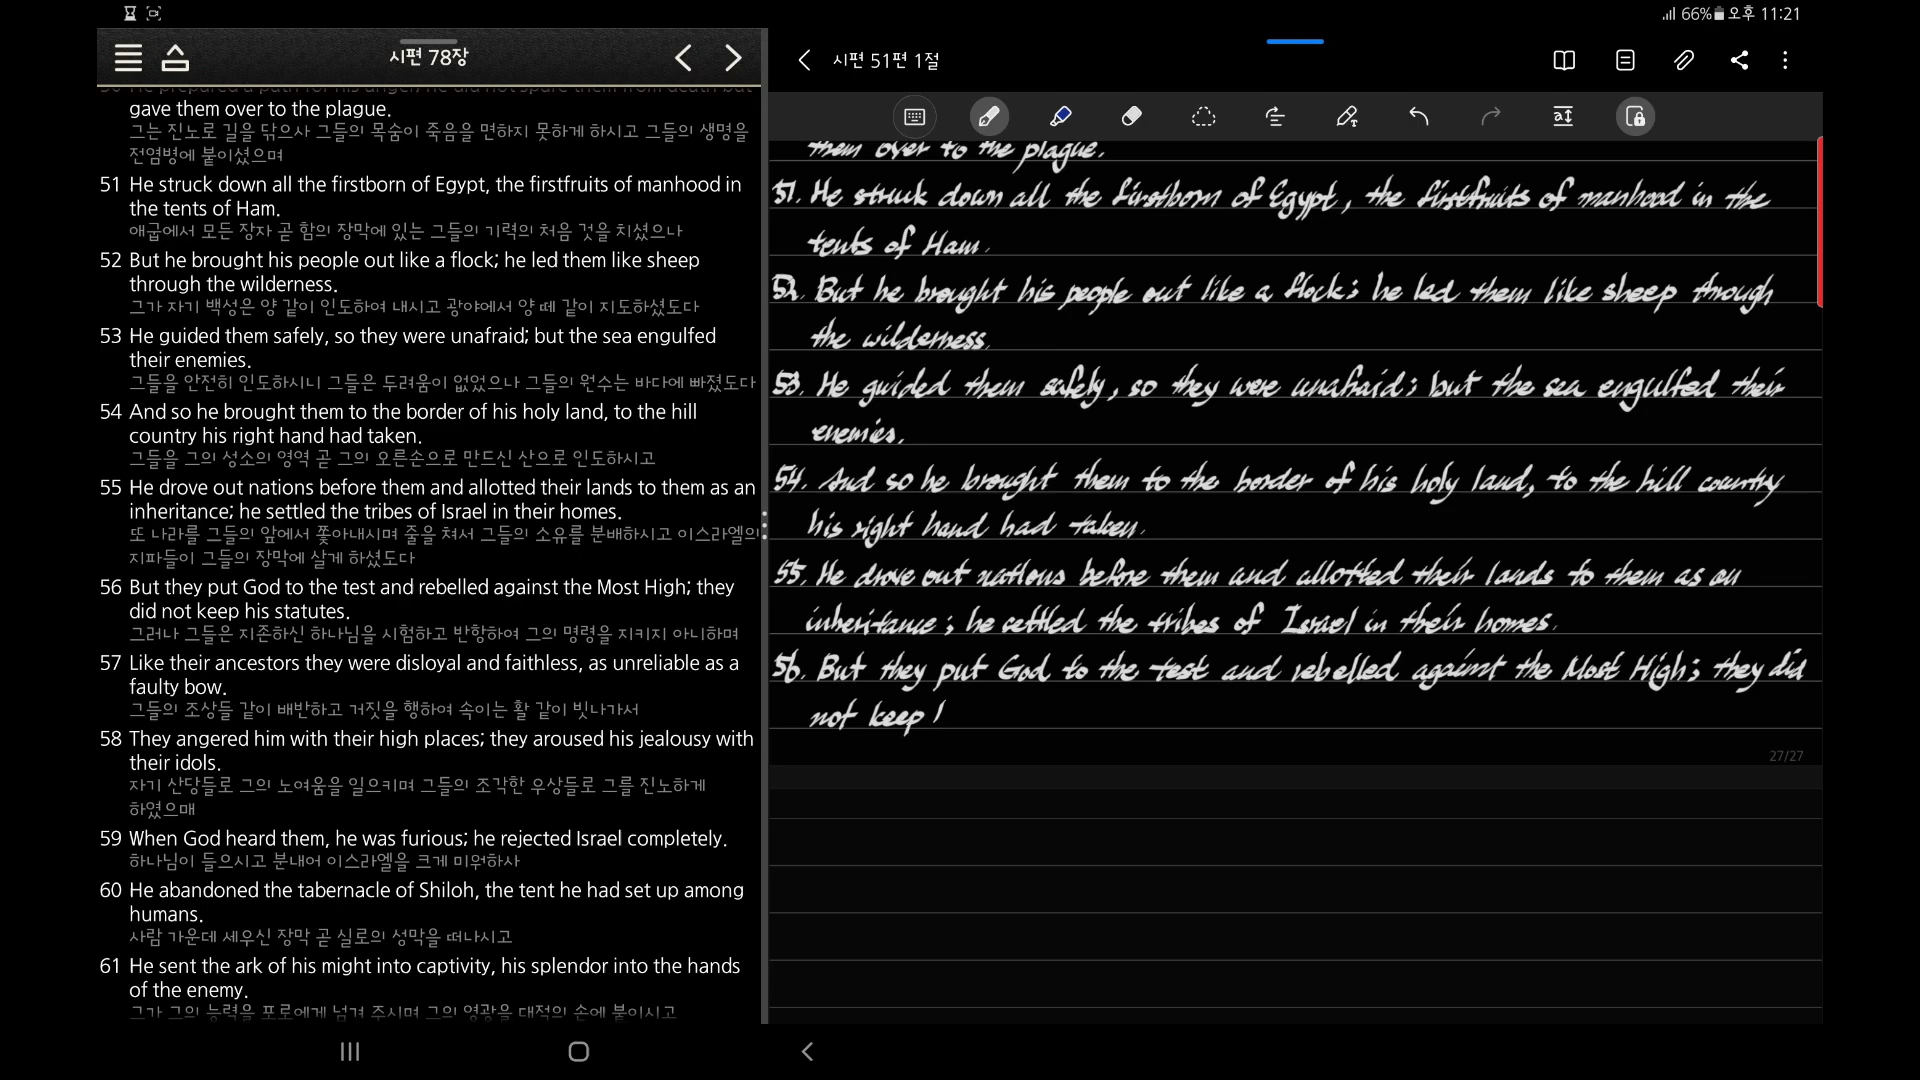 66% 오후 11:21
시편 78장
gave them over to the plague.
그는 진노로 길을 닦으사 그들의 목숨이 죽음을 면하지 못하게 하시고 그들의 생명을
전염병에 붙이셨으며
51 He struck down all the firstborn of Egypt, the firstfruits of manhood in
the tents of Ham.
애굽에서 모든 장자 곧 함의 장막에 있는 그들의 기력의 처음 것을 치셨으나
52 But he brought his people out like a flock; he led them like sheep
through the wilderness.
그가 자기 백성은 양 같이 인도하여 내시고 광야에서 양 떼 같이 지도하셨도다
53 He guided them safely, so they were unafraid; but the sea engulfed
their enemies.
그들을 안전히 인도하시니 그들은 두려움이 없었으나 그들의 원수는 바다에 빠졌도다
54 And so he brought them to the border of his holy land, to the hill
country his right hand had taken.
그들을 그의 성소의 영역 곧 그의 오른손으로 만드신 산으로 인도하시고
55 He drove out nations before them and allotted their lands to them as an
inheritance; he settled the tribes of Israel in their homes.
또 나라를 그들의 앞에서 쫓아내시며 줄을 쳐서 그들의 소유를 분배하시고 이스라엘의
지파들이 그들의 장막에 살게 하셨도다
56 But they put God to the test and rebelled against the Most High; they
did not keep his statutes.
그러나 그들은 지존하신 하나님을 시험하고 반항하여 그의 명령을 지키지 아니하며
57 Like their ancestors they were disloyal and faithless, as unreliable as a
faulty bow.
그들의 조상들 같이 배반하고 거짓을 행하여 속이는 활 같이 빗나가서
58 They angered him with their high places; they aroused his jealousy with
their idols.
자기 산당들로 그의 노여움을 일으키며 그들의 조각한 우상들로 그를 진노하게
하였으매
59 When God heard them, he was furious; he rejected Israel completely.
하나님이 들으시고 분내어 이스라엘을 크게 미워하사
60 He abandoned the tabernacle of Shiloh, the tent he had set up among
humans.
사람 가운데 세우신 장막 곧 실로의 성막을 떠나시고
61 He sent the ark of his might into captivity, his splendor into the hands
of the enemy.
그가 그의 능력을 포로에게 넘겨 주시며 그의 영광을 대적의 손에 붙이시고
시편 51편 1절
them over to the plague.
51. He struck down all the firstborn of Egypt, the firstfruits of manhood in the
tents of Ham.
52. But he brought his people out like a flock; he led them like sheep through
the wilderness.
53. He guided them safely, so they were unafraid; but the sea engulfed their
enemies.
54. And so he brought them to the border of his holy land, to the hill country
his right hand had taken.
55. He drove out nations before them and allotted their lands to them as an
inheritance; he settled the tribes of Israel in their homes.
56. But they put God to the test and rebelled against the Most High; they did
not keep
27/27